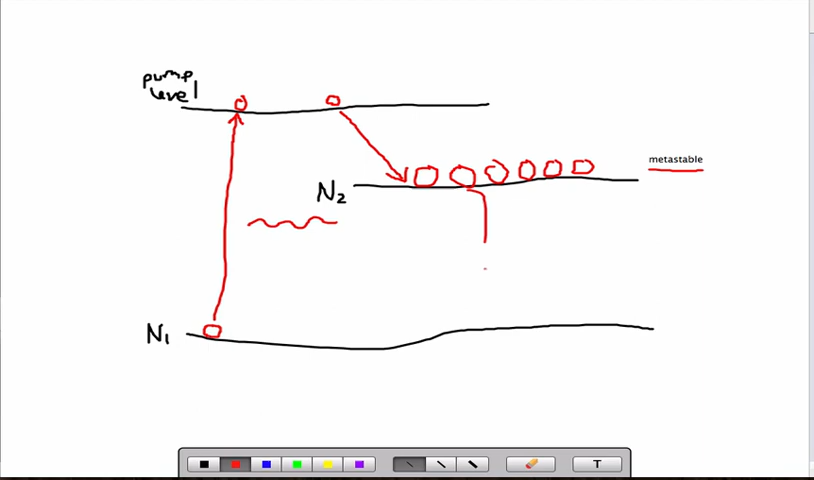 pump
level
metastable
N2
N1
T